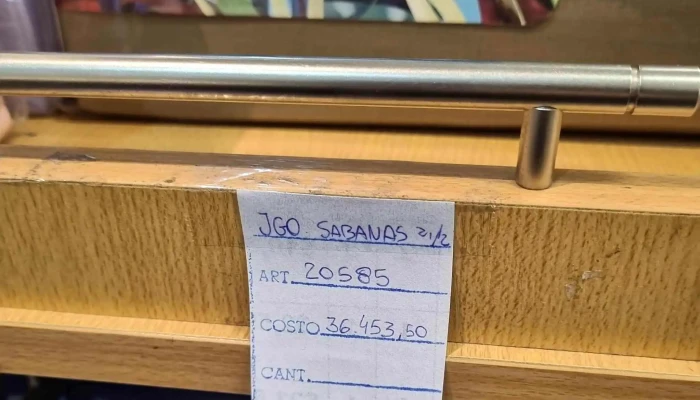 JGO. SABANAS 2 1/2
ART. 20585
COSTO 36.453,50
CANT.